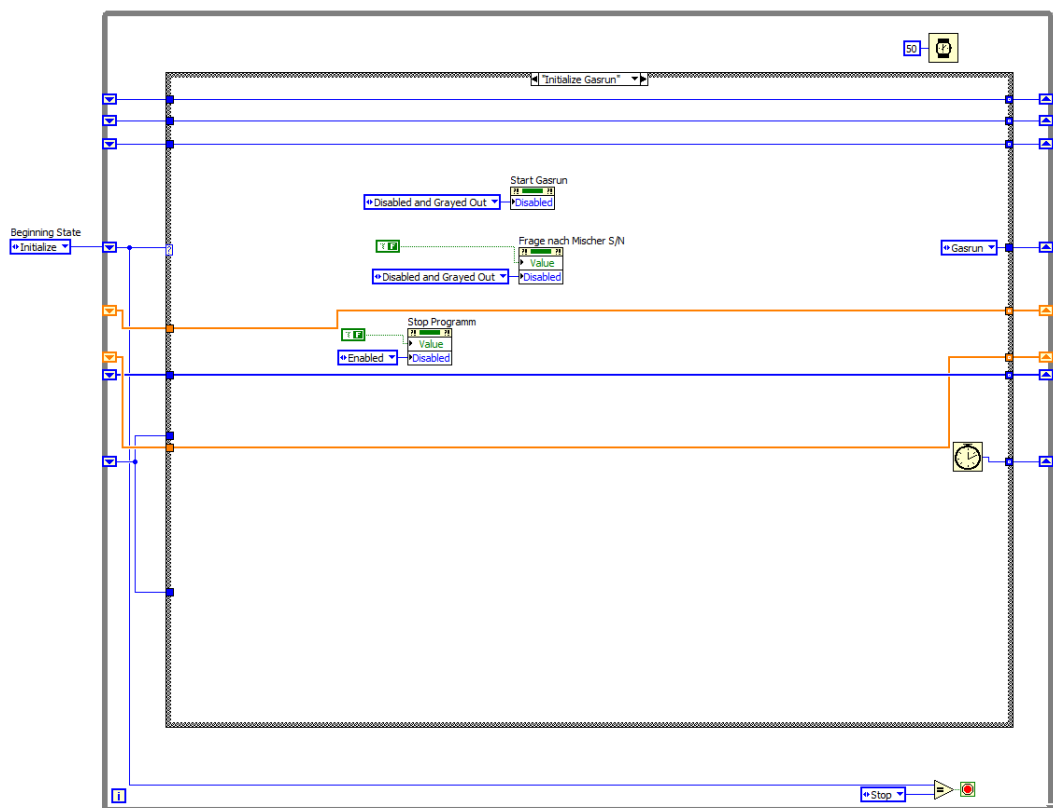 50
"Initialize Gasrun"
Start Gasrun
Disabled and Grayed Out
Disabled
Beginning State
Initialize
?
Frage nach Mischer S/N
F
Value
Gasrun
Disabled and Grayed Out
Disabled
Stop Programm
F
Value
Enabled
Disabled
i
Stop
=